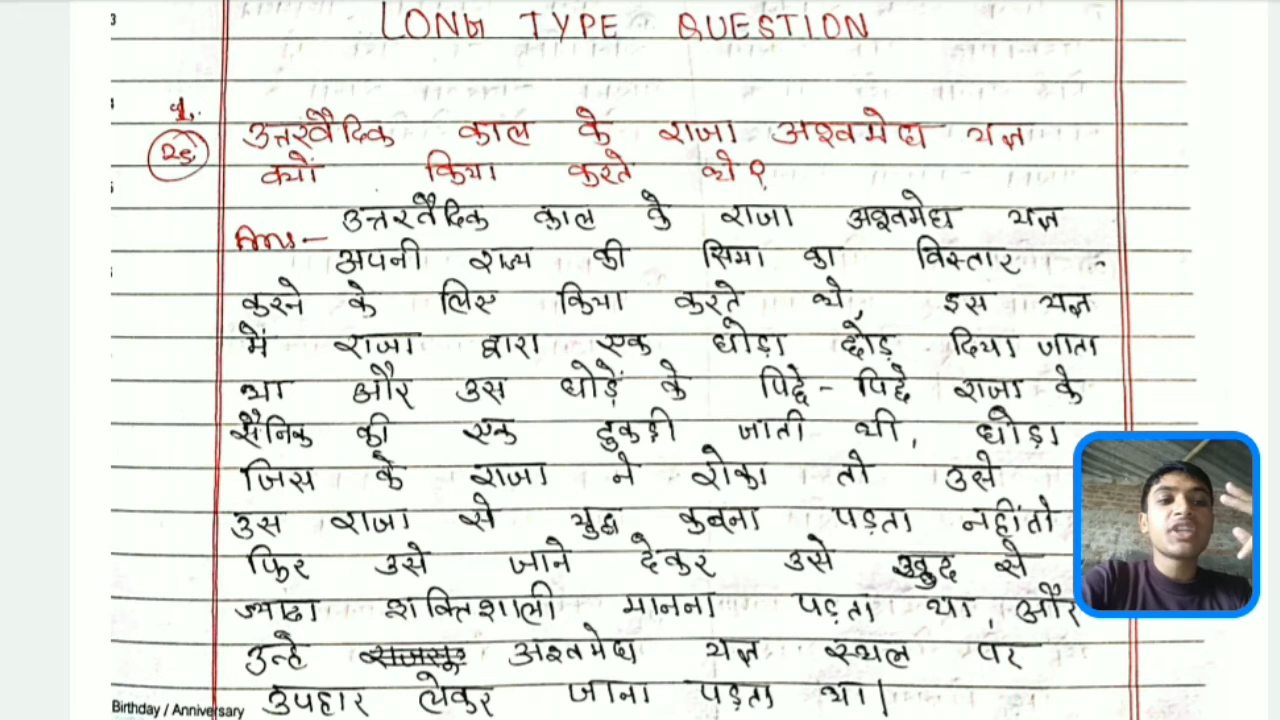 3
LONG TYPE QUESTION
1.
उत्तरवैदिक काल के राजा अश्वमेध यज्ञ
क्यों किया करते थे?
Ans- उत्तरवैदिक काल के राजा अश्वमेध यज्ञ
अपनी राज्य की सिमा का विस्तार
करने के लिए किया करते थे, इस यज्ञ
में राजा द्वारा एक घोड़ा छोड़ दिया जाता
था और उस घोड़ें के पिछे-पिछे राजा के
सैनिक की एक टुकड़ी जाती थी, घोड़ा
जिस के राजा ने रोका तो उसे
उस राजा से युद्ध करना पड़ता नहीं तो
फिर उसे जाने देकर उसे खुद से
ज्यादा शक्तिशाली मानना पड़ता था, और
उन्हे अश्वमेध यज्ञ स्थल पर
उपहार लेकर जाना पड़ता था।
Birthday / Anniversary